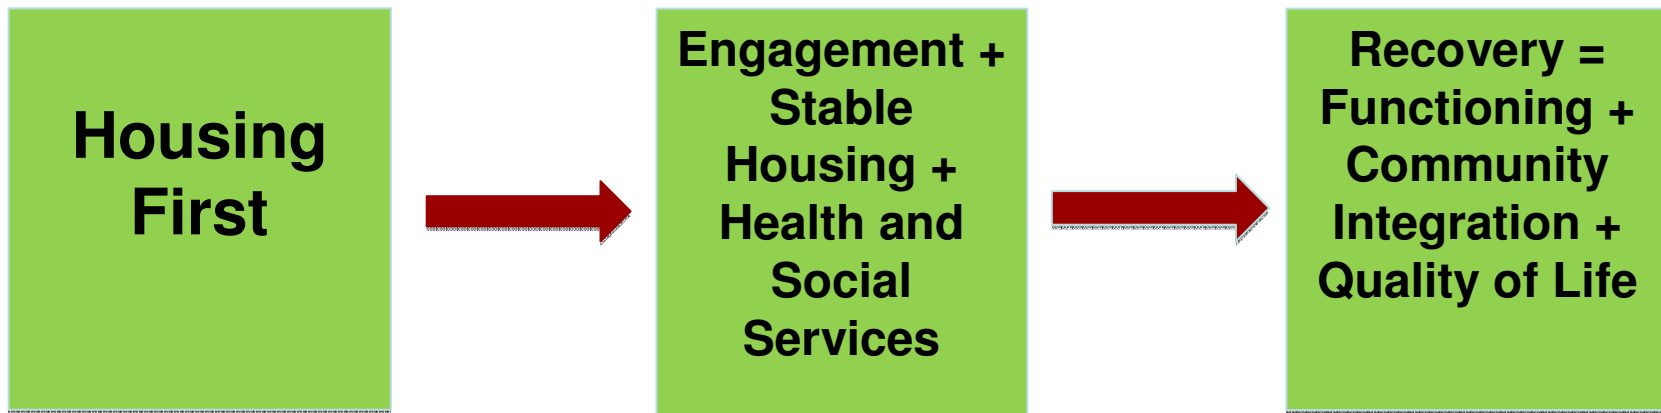 Housing
First
Engagement +
Stable
Housing +
Health and
Social
Services
Recovery =
Functioning +
Community
Integration +
Quality of Life